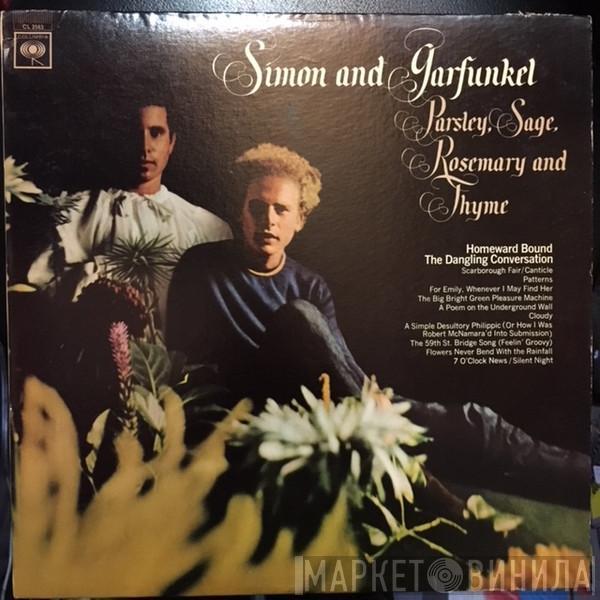 CL 2563
COLUMBIA
Simon and Garfunkel
Parsley, Sage,
Rosemary and
Thyme
Homeward Bound
The Dangling Conversation
Scarborough Fair/Canticle
Patterns
For Emily, Whenever I May Find Her
The Big Bright Green Pleasure Machine
A Poem on the Underground Wall
Cloudy
A Simple Desultory Philippic (Or How I Was
Robert McNamara'd Into Submission)
The 59th St. Bridge Song (Feelin' Groovy)
Flowers Never Bend With the Rainfall
7 O'Clock News/Silent Night
МАРКЕТ ВИНИЛА